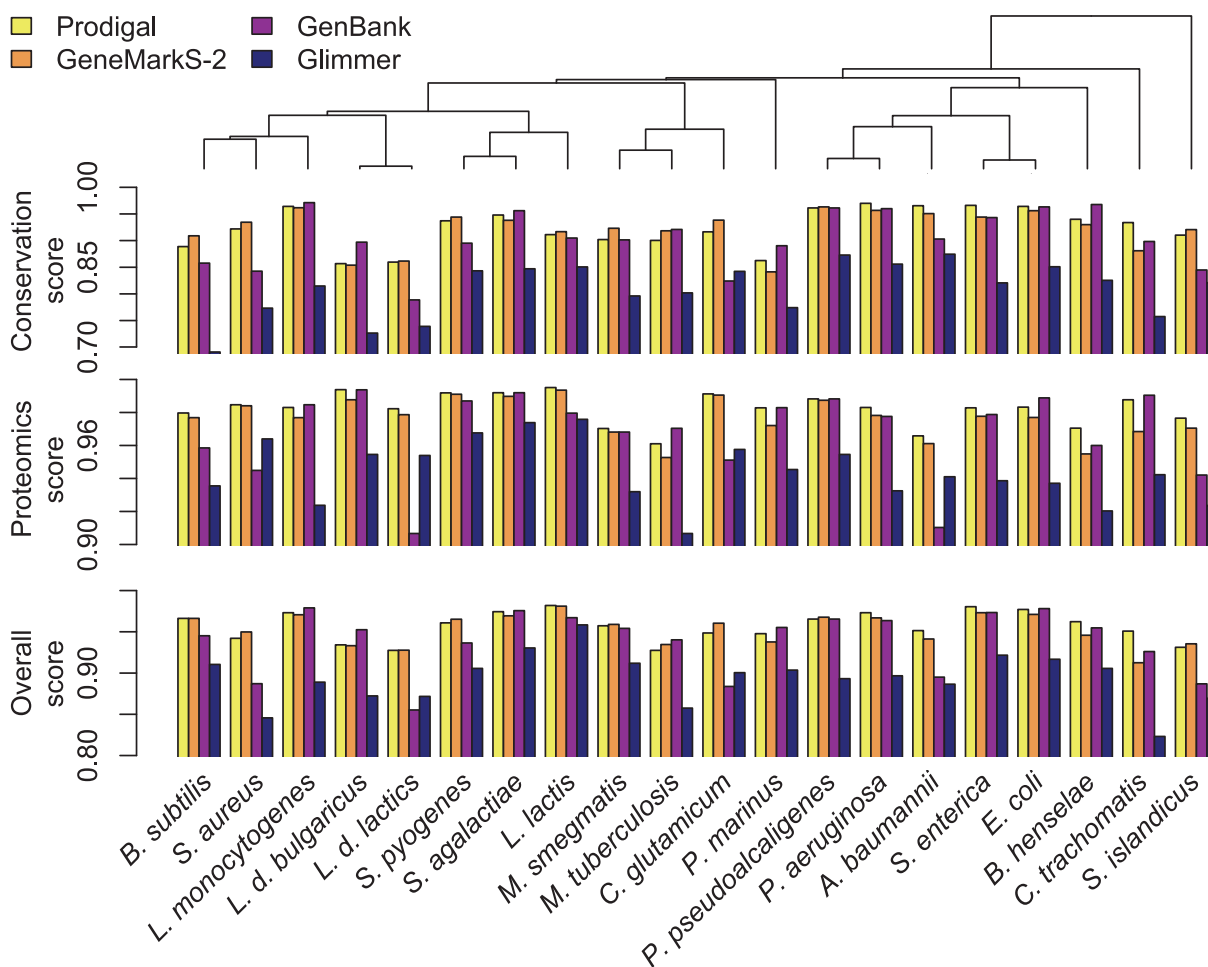 Prodigal
GeneMarkS-2
GenBank
Glimmer
Conservation
score
1.00
0.85
0.70
Proteomics
score
0.96
0.90
Overall
score
0.90
0.80
B. subtilis
S. aureus
L. monocytogenes
L. d. bulgaricus
L. d. lactics
S. pyogenes
S. agalactiae
L. lactis
M. smegmatis
M. tuberculosis
C. glutamicum
P. marinus
P. pseudoalcaligenes
P. aeruginosa
A. baumannii
S. enterica
E. coli
B. henselae
C. trachomatis
S. islandicus